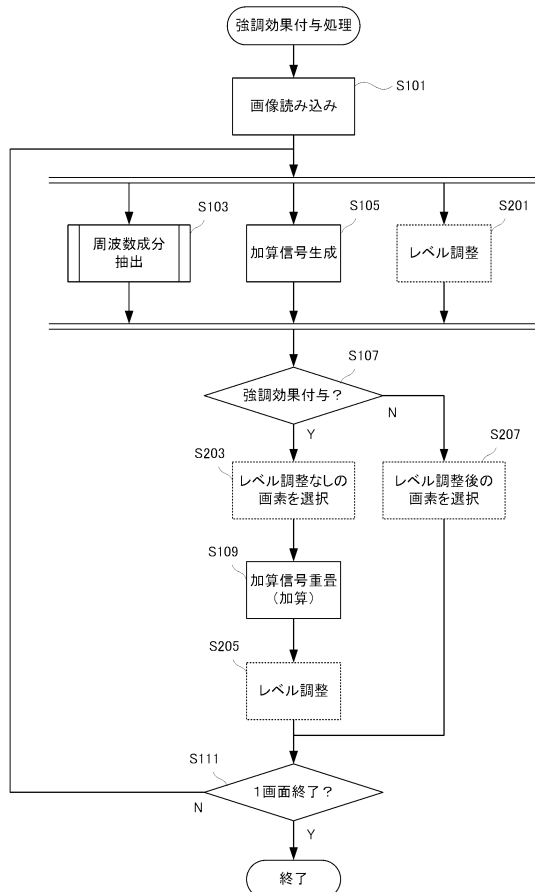 強調効果付与処理
画像読み込み
S101
S103
周波数成分
抽出
S105
加算信号生成
S201
レベル調整
S107
強調効果付与?
Y
N
S203
レベル調整なしの
画素を選択
S207
レベル調整後の
画素を選択
S109
加算信号重畳
(加算)
S205
レベル調整
S111
1画面終了?
N
Y
終了